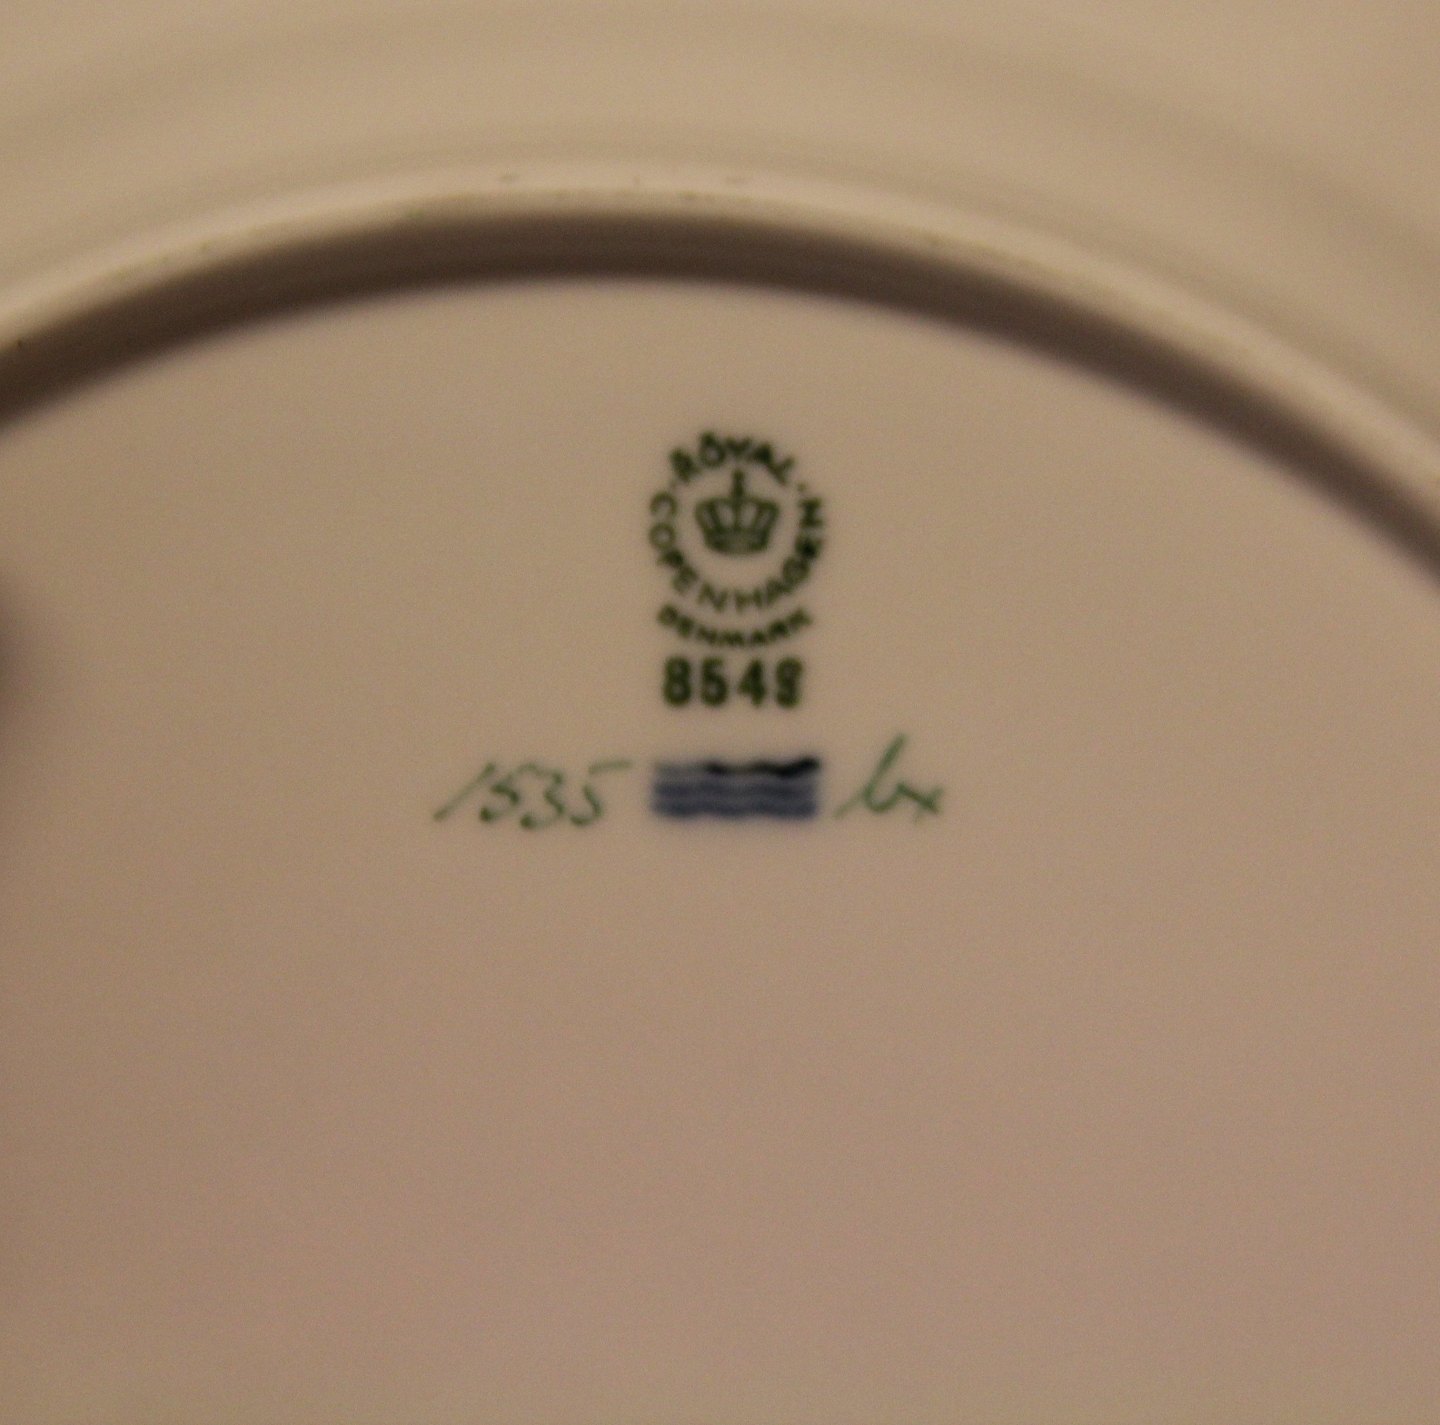 ROYAL
COPENHAGEN
DENMARK
8549
1535